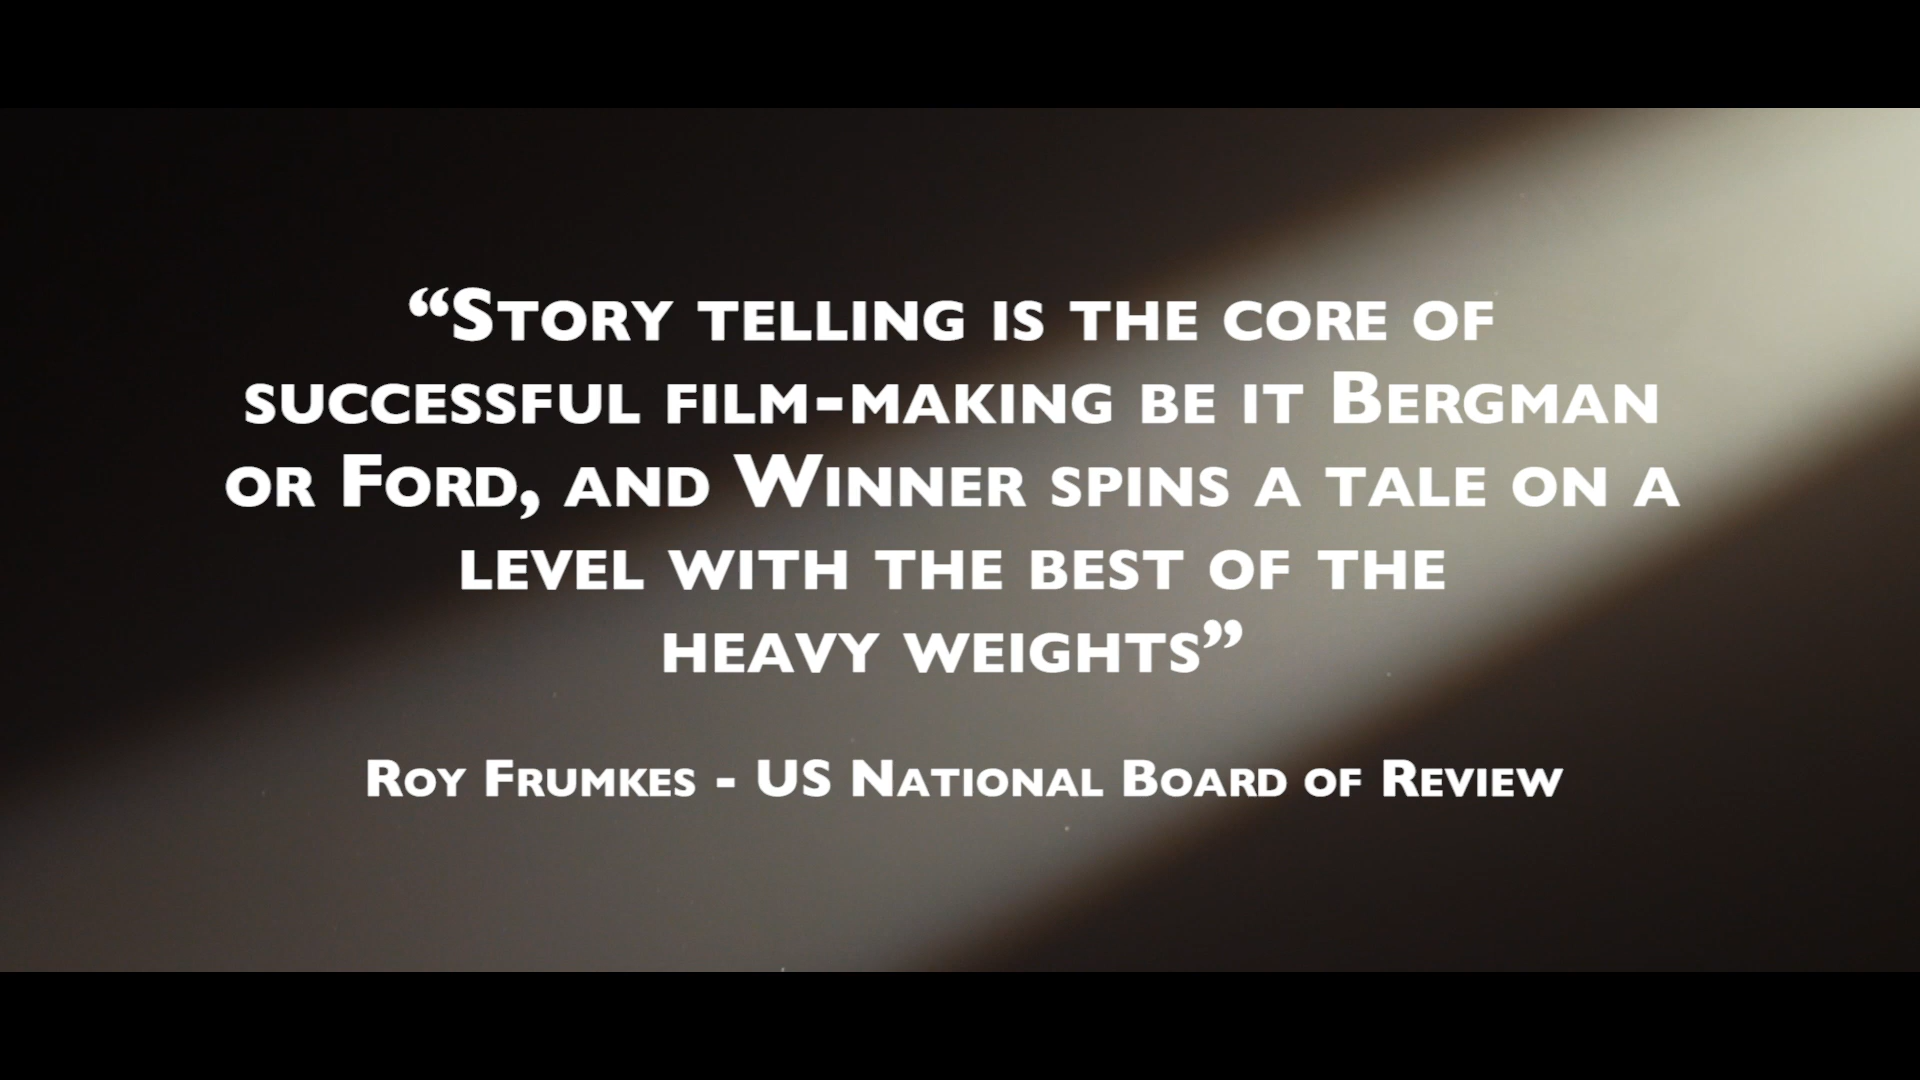 “Story telling is the core of
successful film-making be it Bergman
or Ford, and Winner spins a tale on a
level with the best of the
heavy weights”
Roy Frumkes - US National Board of Review